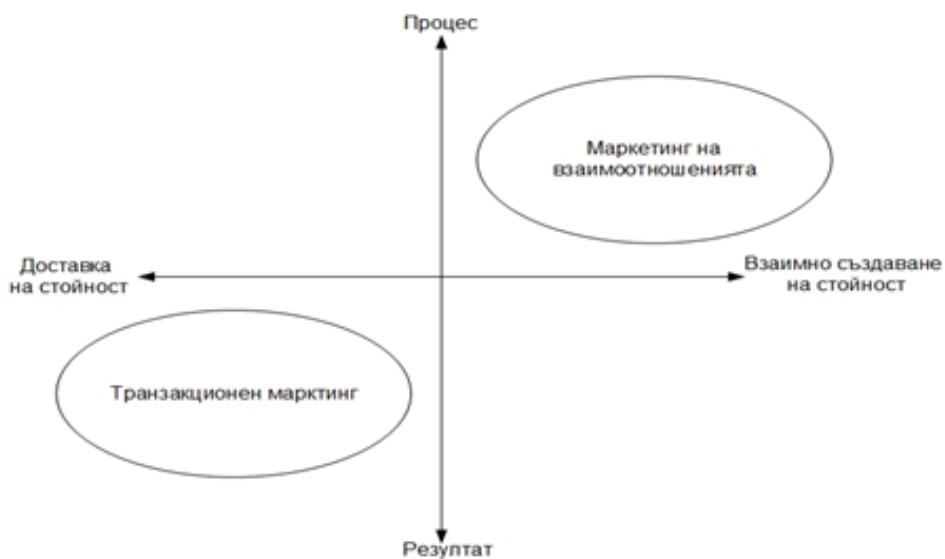 Процес
Маркетинг на
взаимоотношенията
Доставка
на стойност
Взаимно създаване
на стойност
Транзакционен марктинг
Резултат